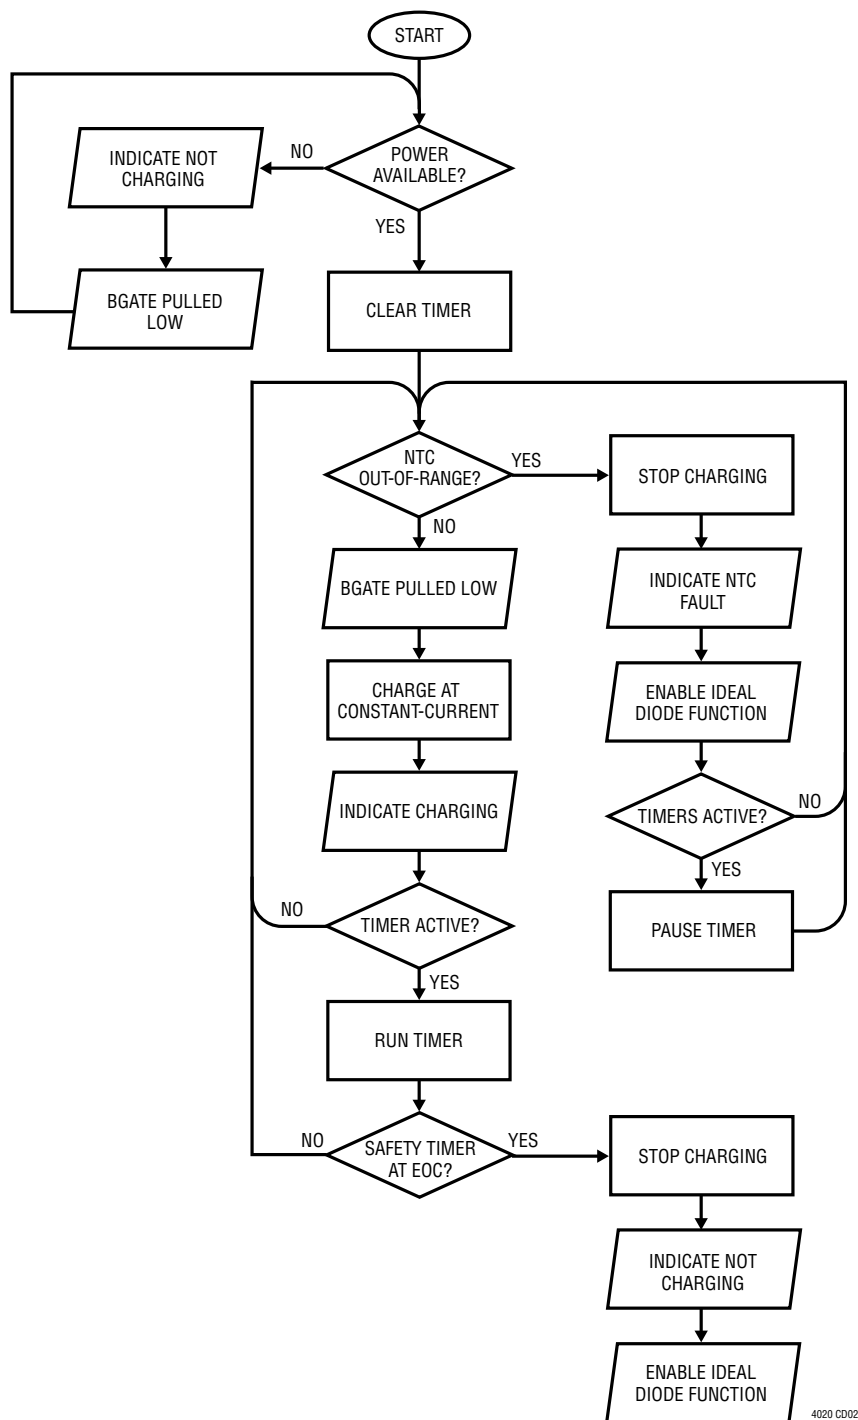 START
POWER
AVAILABLE?
NO
INDICATE NOT
CHARGING
YES
BGATE PULLED
LOW
CLEAR TIMER
NTC
OUT-OF-RANGE?
YES
STOP CHARGING
NO
BGATE PULLED LOW
INDICATE NTC
FAULT
CHARGE AT
CONSTANT-CURRENT
ENABLE IDEAL
DIODE FUNCTION
INDICATE CHARGING
TIMERS ACTIVE?
NO
YES
NO
TIMER ACTIVE?
PAUSE TIMER
YES
RUN TIMER
NO
SAFETY TIMER
AT EOC?
YES
STOP CHARGING
INDICATE NOT
CHARGING
ENABLE IDEAL
DIODE FUNCTION
4020 CD02